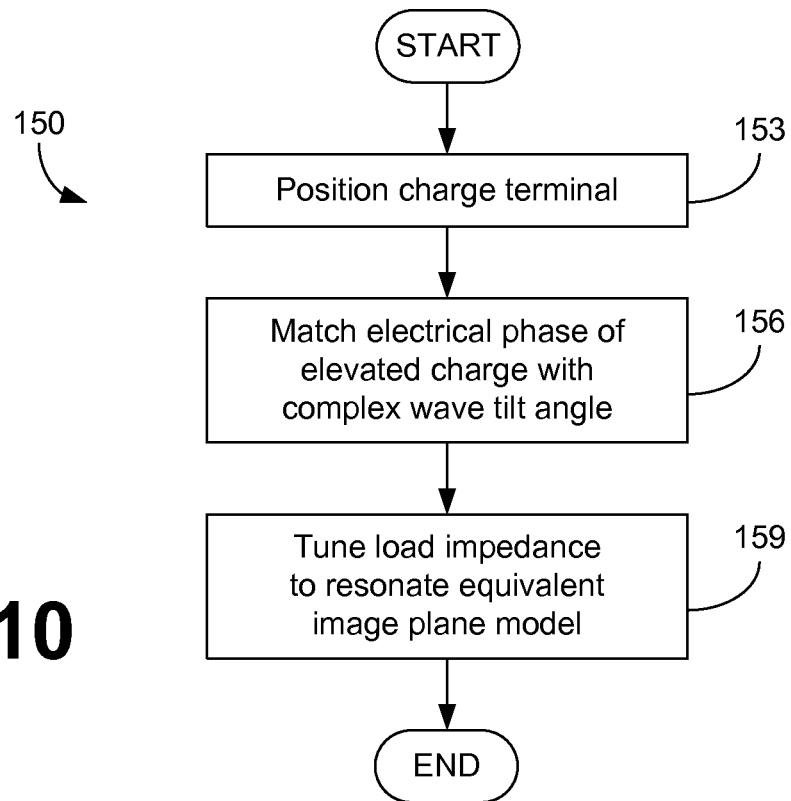 START
150
153
Position charge terminal
156
Match electrical phase of
elevated charge with
complex wave tilt angle
159
Tune load impedance
to resonate equivalent
image plane model
10
END